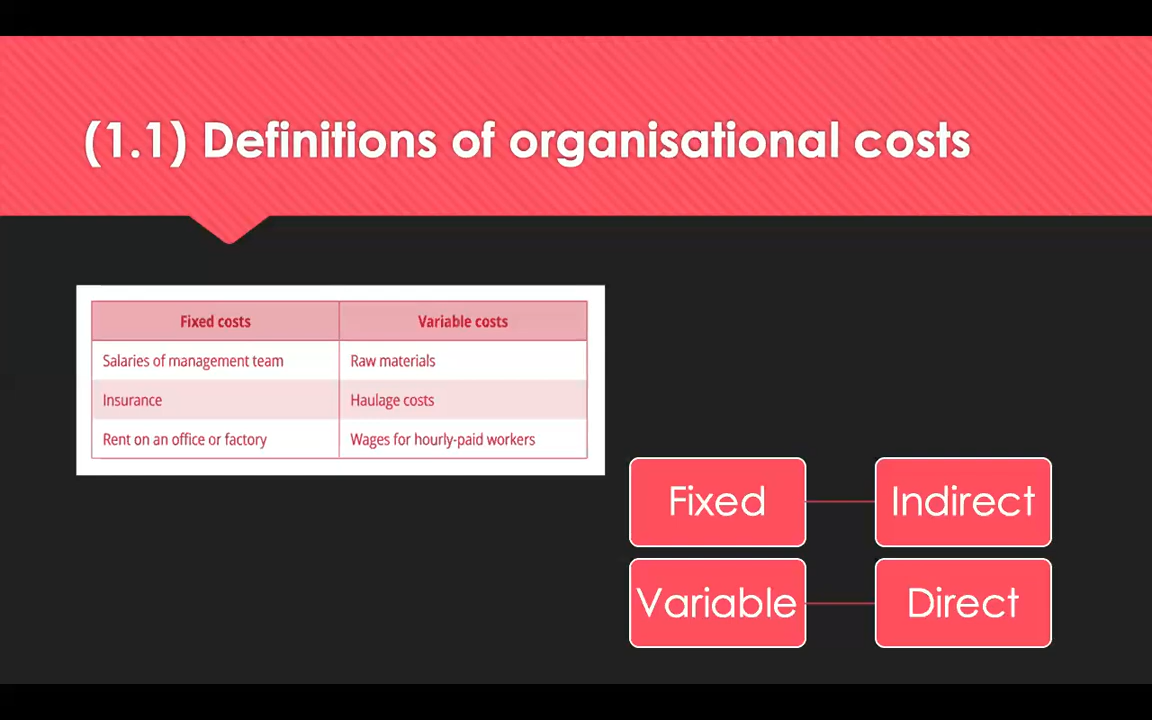 (1.1) Definitions of organisational costs
Fixed costs Variable costs
Salaries of management team Raw materials
Insurance Haulage costs
Rent on an office or factory Wages for hourly-paid workers
Fixed Indirect
Variable Direct